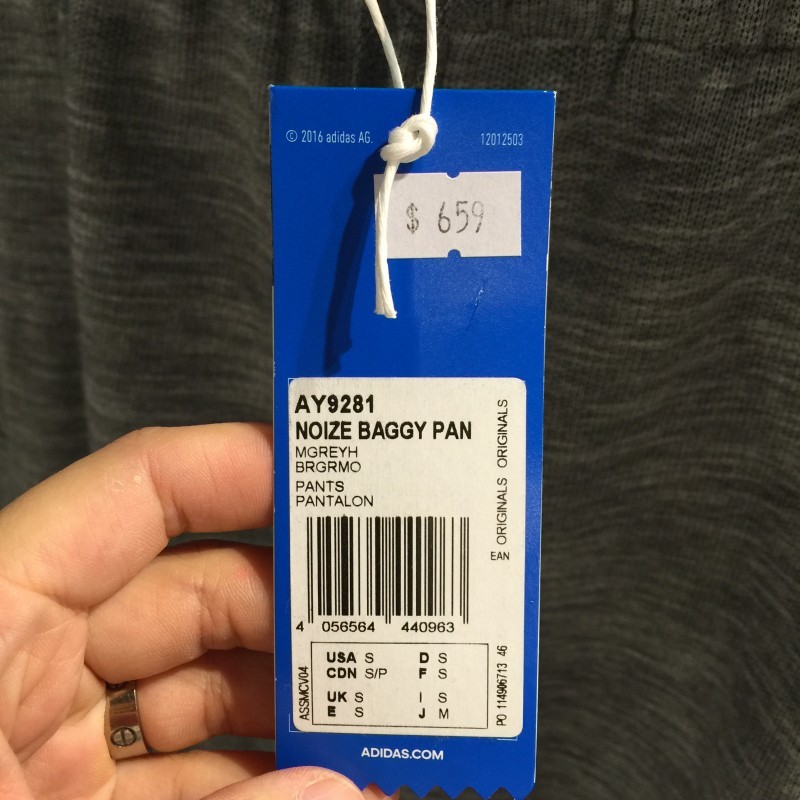 © 2016 adidas AG.
12012503
$ 659
AY9281
NOIZE BAGGY PAN
MGREYH
BRGRMO
PANTS
PANTALON
ORIGINALS ORIGINALS
EAN
4 056564 440963
ASSMCV04
USA S D S
CDN S/P F S
UK S I S
E S J M
PO 114906713 46
ADIDAS.COM